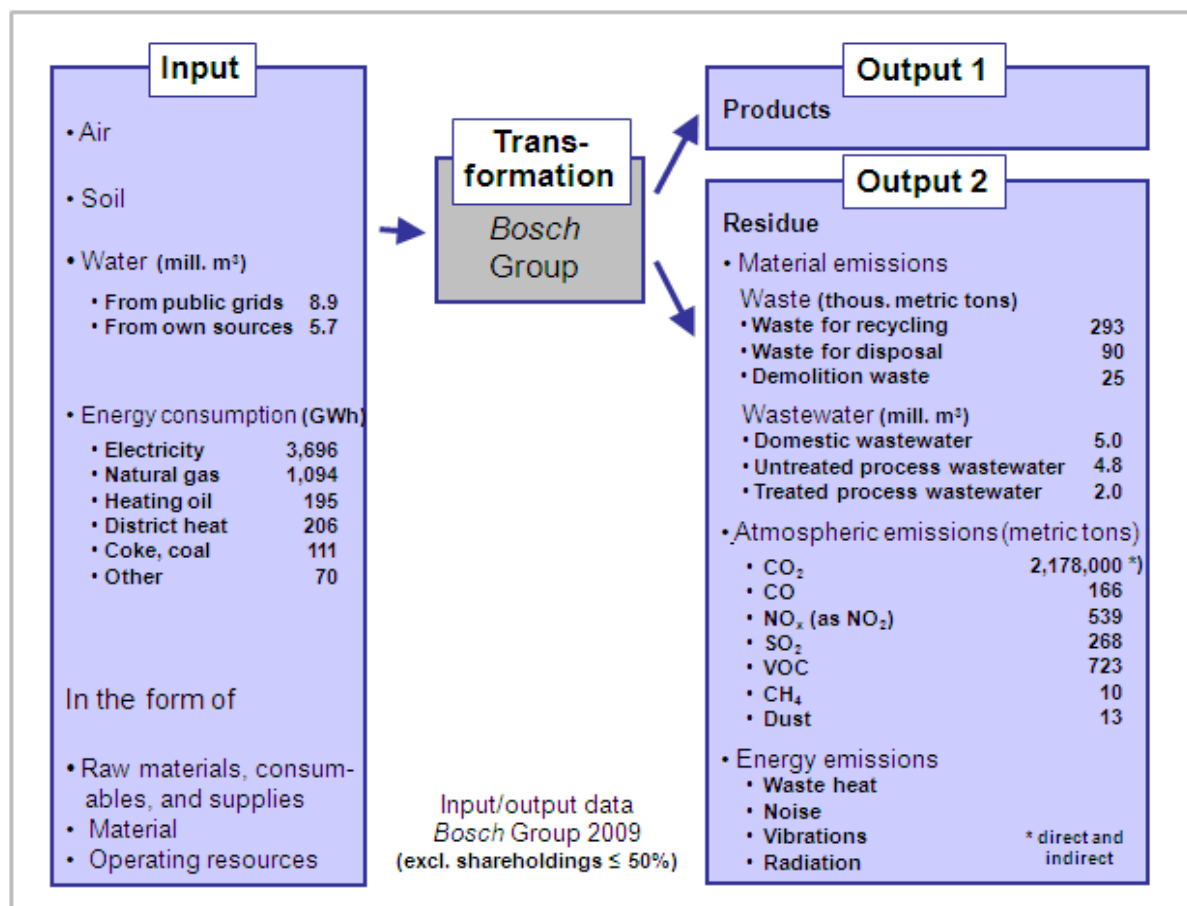 Input
• Air
• Soil
• Water (mill. m³)
• From public grids 8.9
• From own sources 5.7
• Energy consumption (GWh)
• Electricity 3,696
• Natural gas 1,094
• Heating oil 195
• District heat 206
• Coke, coal 111
• Other 70
In the form of
• Raw materials, consum-
ables, and supplies
• Material
• Operating resources
Trans-
formation
Bosch
Group
Input/output data
Bosch Group 2009
(excl. shareholdings ≤ 50%)
Output 1
Products
Output 2
Residue
• Material emissions
Waste (thous. metric tons)
• Waste for recycling 293
• Waste for disposal 90
• Demolition waste 25
Wastewater (mill. m³)
• Domestic wastewater 5.0
• Untreated process wastewater 4.8
• Treated process wastewater 2.0
• Atmospheric emissions (metric tons)
• CO₂ 2,178,000 *)
• CO 166
• NOₓ (as NO₂) 539
• SO₂ 268
• VOC 723
• CH₄ 10
• Dust 13
• Energy emissions
• Waste heat
• Noise
• Vibrations
• Radiation
* direct and
indirect